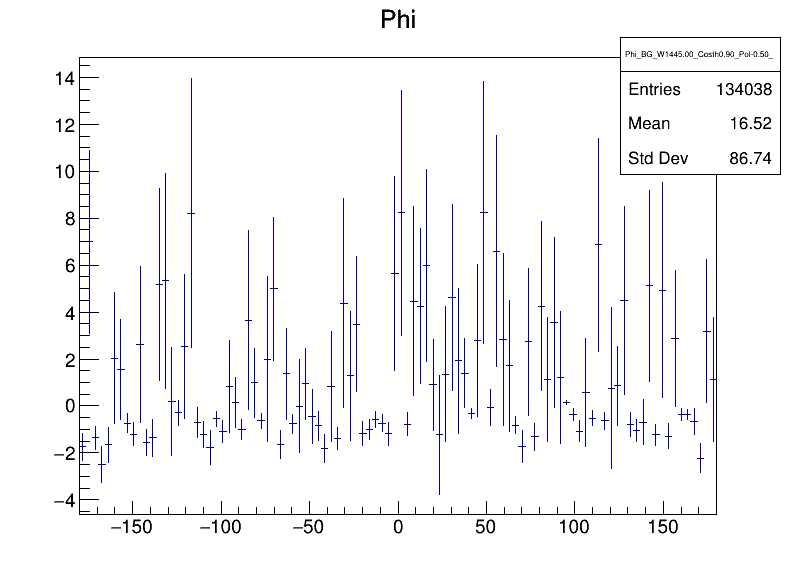 Phi
Phi_BG_W1445.00_Costh0.90_Pol-0.50_
Entries 134038
Mean 16.52
Std Dev 86.74
14
12
10
8
6
4
2
0
−2
−4
−150 −100 −50 0 50 100 150